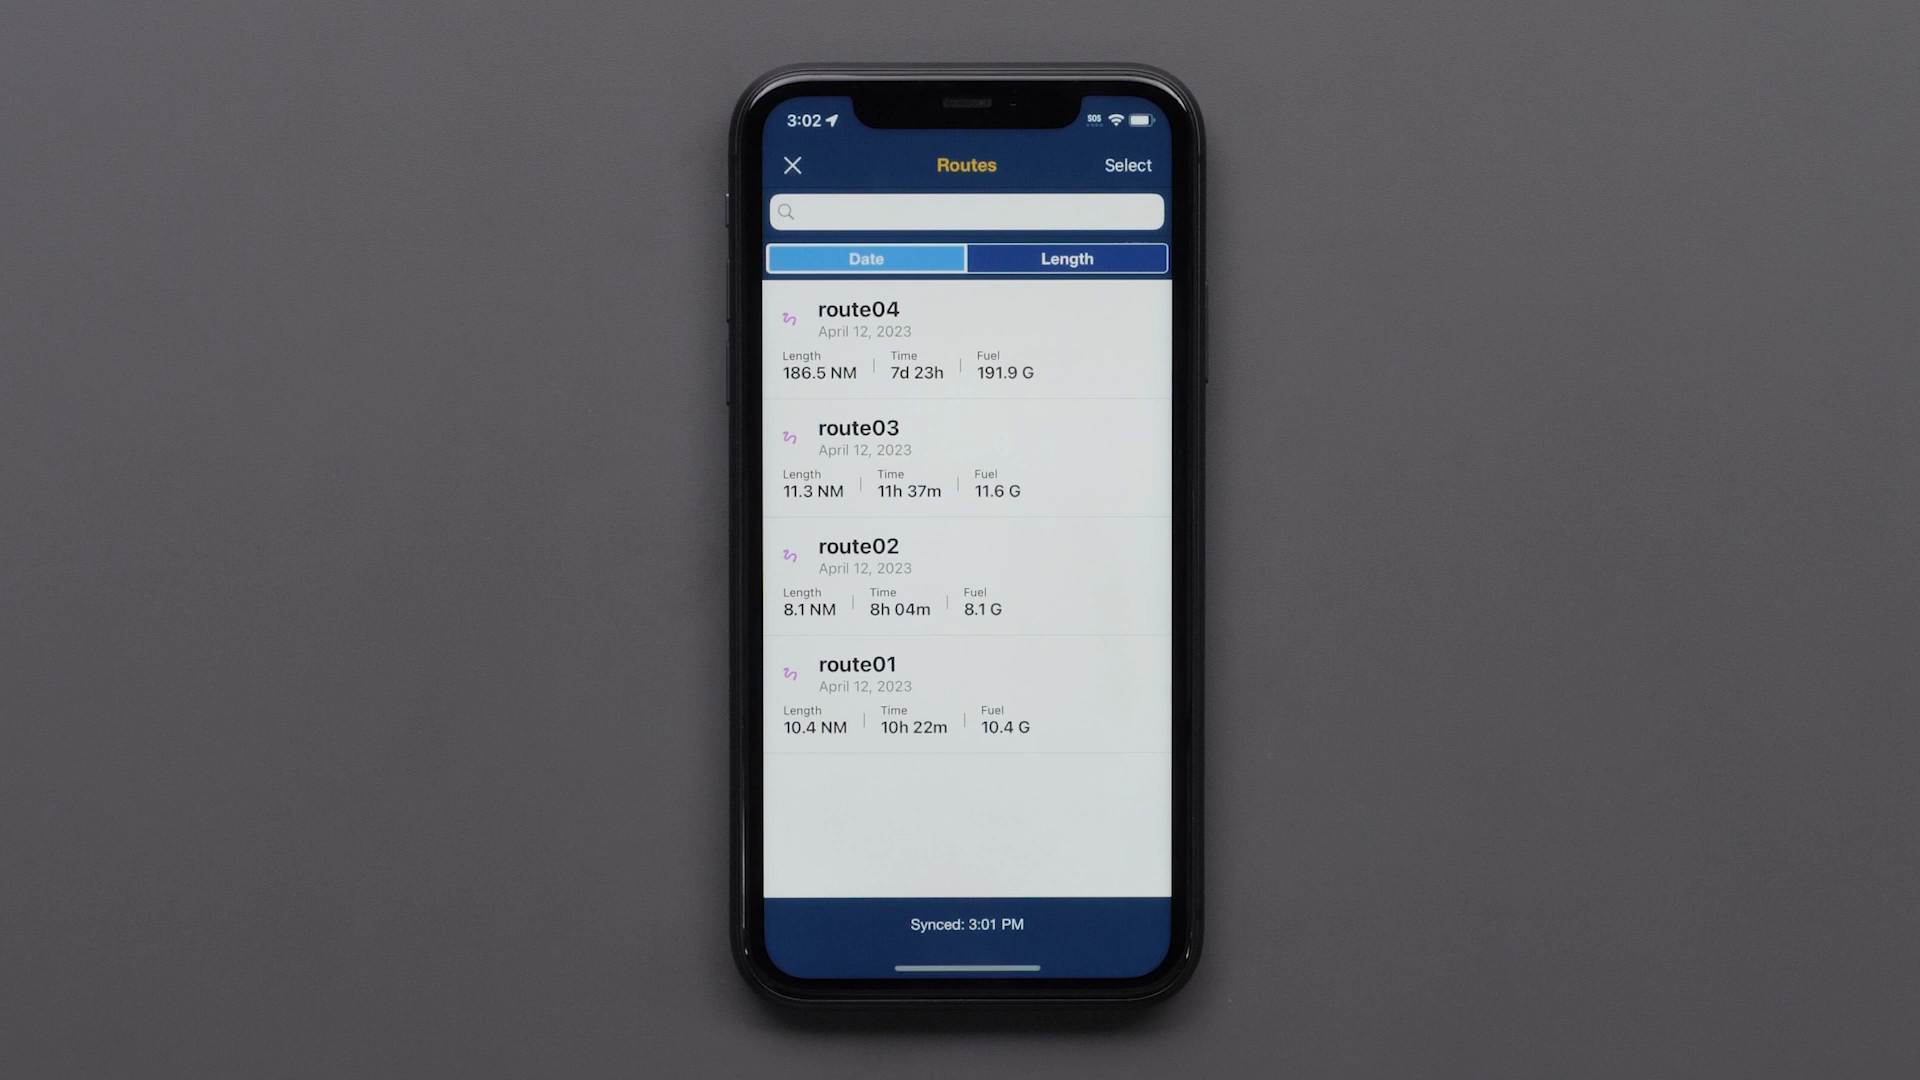 3:02
SOS
Routes
Select
Date
Length
route04
April 12, 2023
Length
Time
Fuel
186.5 NM
7d 23h
191.9 G
route03
April 12, 2023
Length
Time
Fuel
11.3 NM
11h 37m
11.6 G
route02
April 12, 2023
Length
Time
Fuel
8.1 NM
8h 04m
8.1 G
route01
April 12, 2023
Length
Time
Fuel
10.4 NM
10h 22m
10.4 G
Synced: 3:01 PM